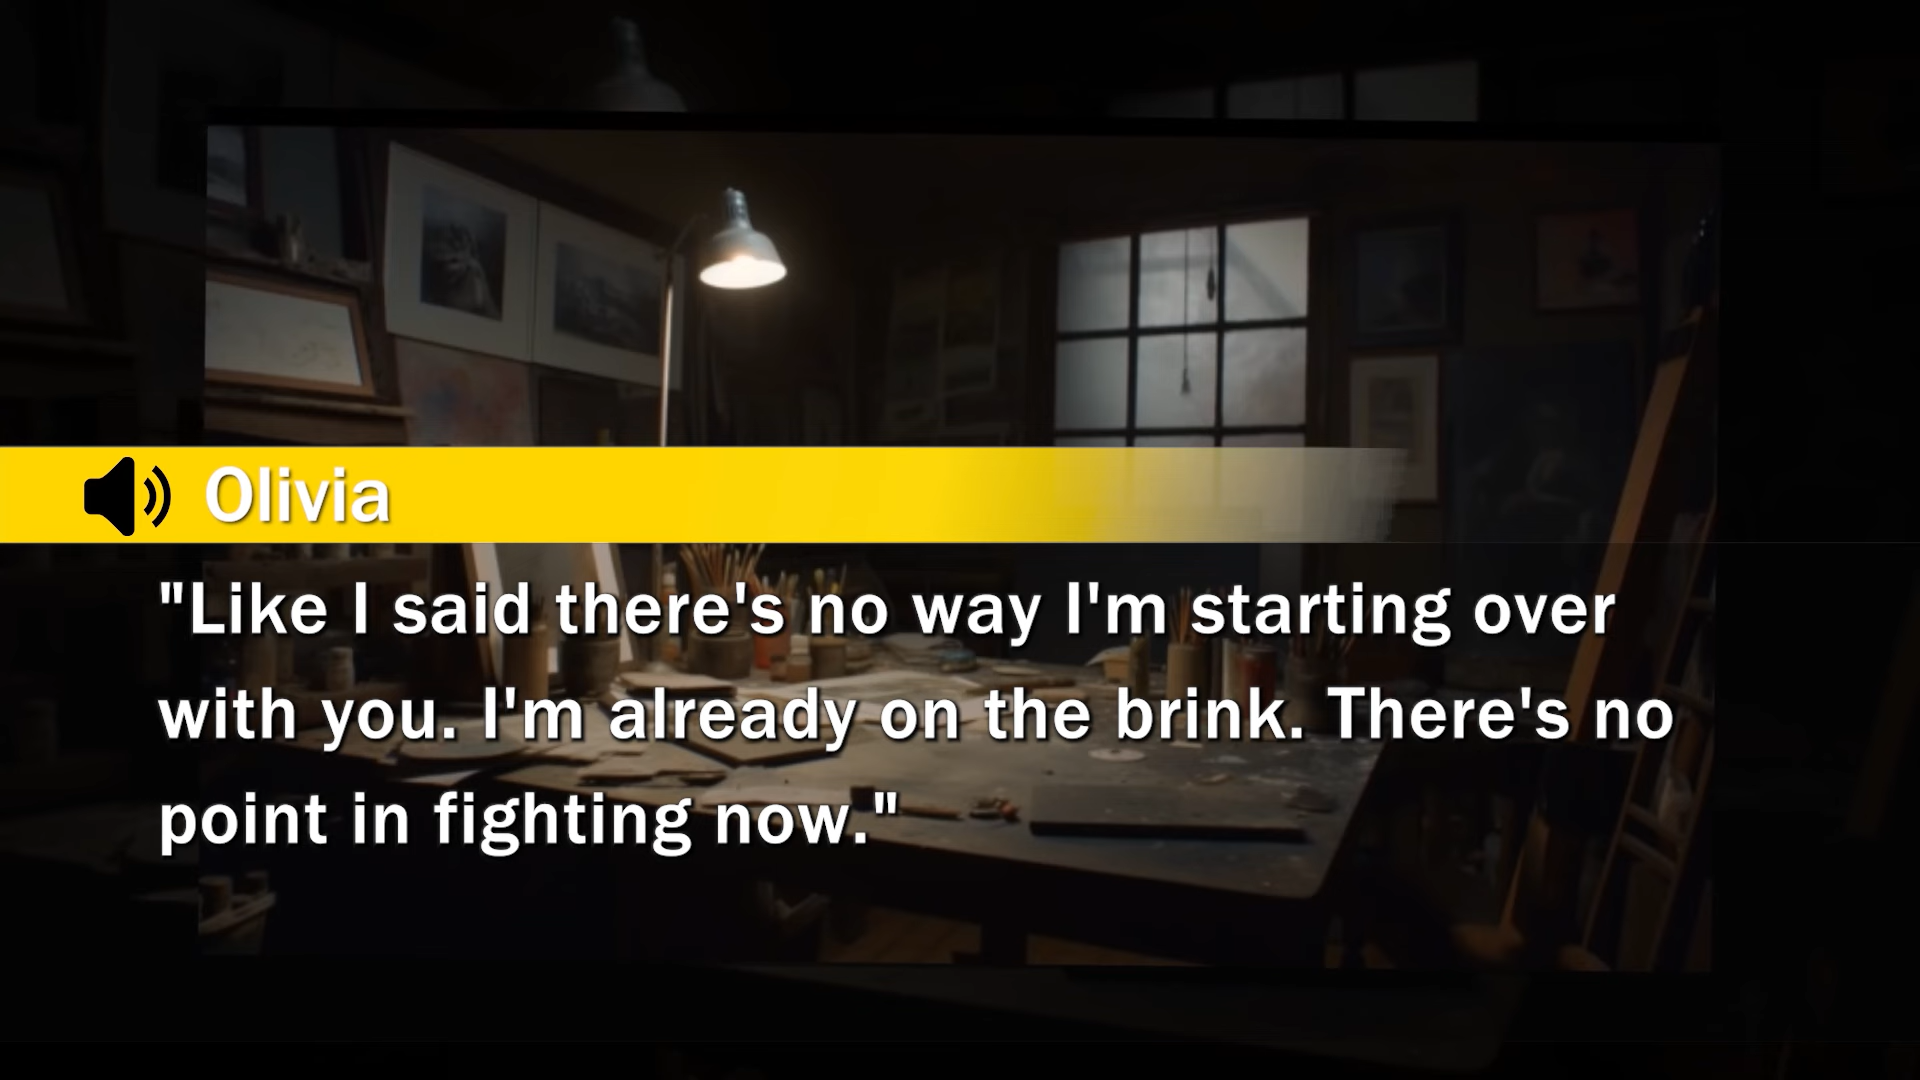 Olivia
"Like I said there's no way I'm starting over
with you. I'm already on the brink. There's no
point in fighting now."